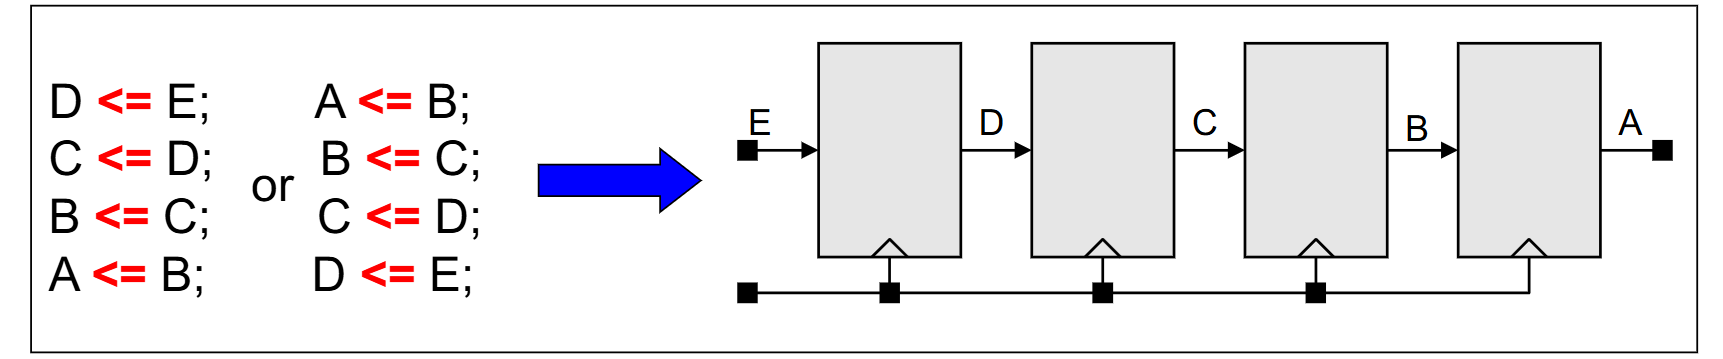 D <= E;
C <= D;
B <= C;
A <= B;
or
A <= B;
B <= C;
C <= D;
D <= E;
E
D
C
B
A